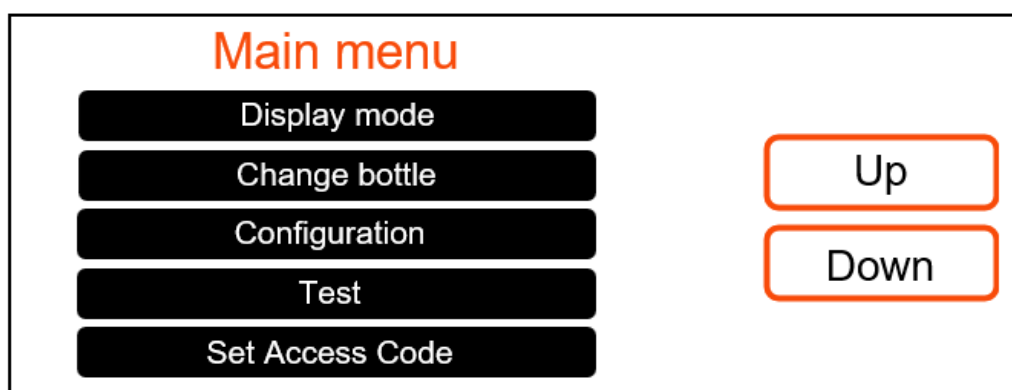 Main menu
Display mode
Change bottle
Configuration
Test
Set Access Code
Up
Down